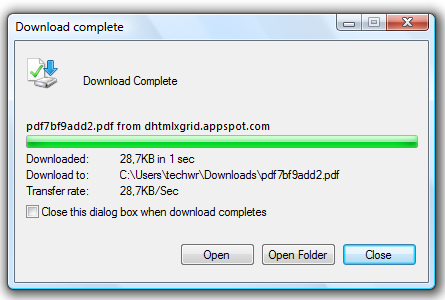 Download complete
Download Complete
pdf7bf9add2.pdf from dhtmlxgrid.appspot.com
Downloaded: 28,7KB in 1 sec
Download to: C:\Users\techwr\Downloads\pdf7bf9add2.pdf
Transfer rate: 28,7KB/Sec
Close this dialog box when download completes
Open Open Folder Close